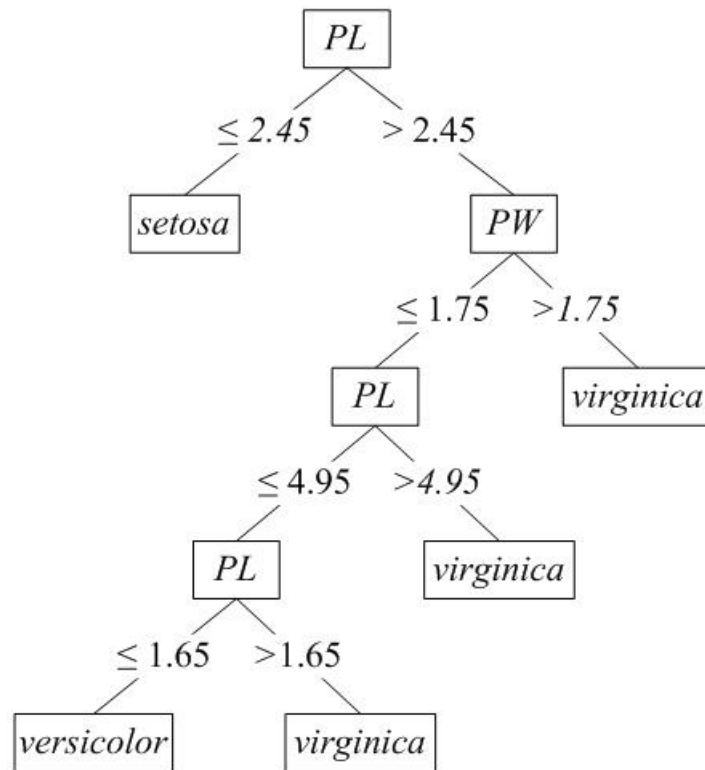 PL
≤ 2.45 > 2.45
setosa PW
≤ 1.75 >1.75
PL virginica
≤ 4.95 >4.95
PL virginica
≤ 1.65 >1.65
versicolor virginica